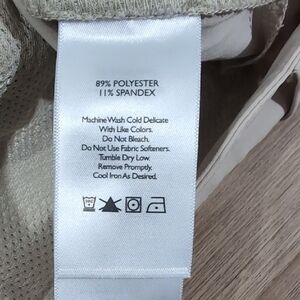 89% POLYESTER
11% SPANDEX
Machine Wash Cold Delicate
With Like Colors.
Do Not Bleach.
Do Not Use Fabric Softeners.
Tumble Dry Low.
Remove Promptly.
Cool Iron As Desired.